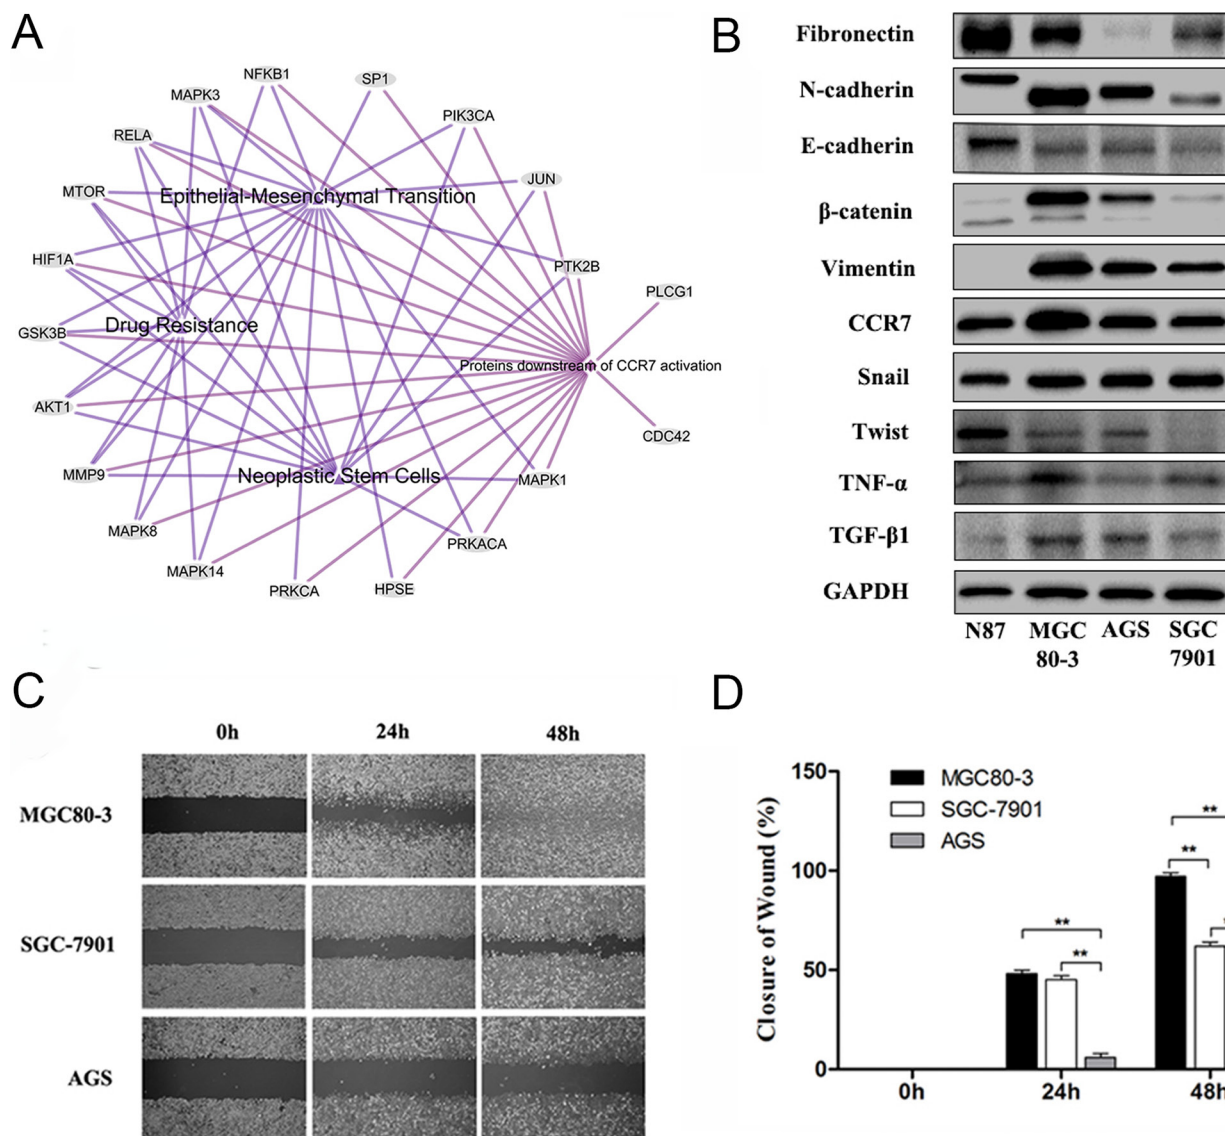 A
NFKB1
SP1
MAPK3
PIK3CA
RELA
JUN
MTOR
Epithelial-Mesenchymal Transition
HIF1A
PTK2B
PLCG1
GSK3B
Drug Resistance
Proteins downstream of CCR7 activation
AKT1
CDC42
MMP9
Neoplastic Stem Cells
MAPK1
MAPK8
PRKACA
MAPK14
PRKCA
HPSE
B
Fibronectin
N-cadherin
E-cadherin
β-catenin
Vimentin
CCR7
Snail
Twist
TNF-α
TGF-β1
GAPDH
N87
MGC
80-3
AGS
SGC
7901
C
0h
24h
48h
MGC80-3
SGC-7901
AGS
D
Closure of Wound (%)
150
100
50
0
MGC80-3
SGC-7901
AGS
**
**
**
**
0h
24h
48h